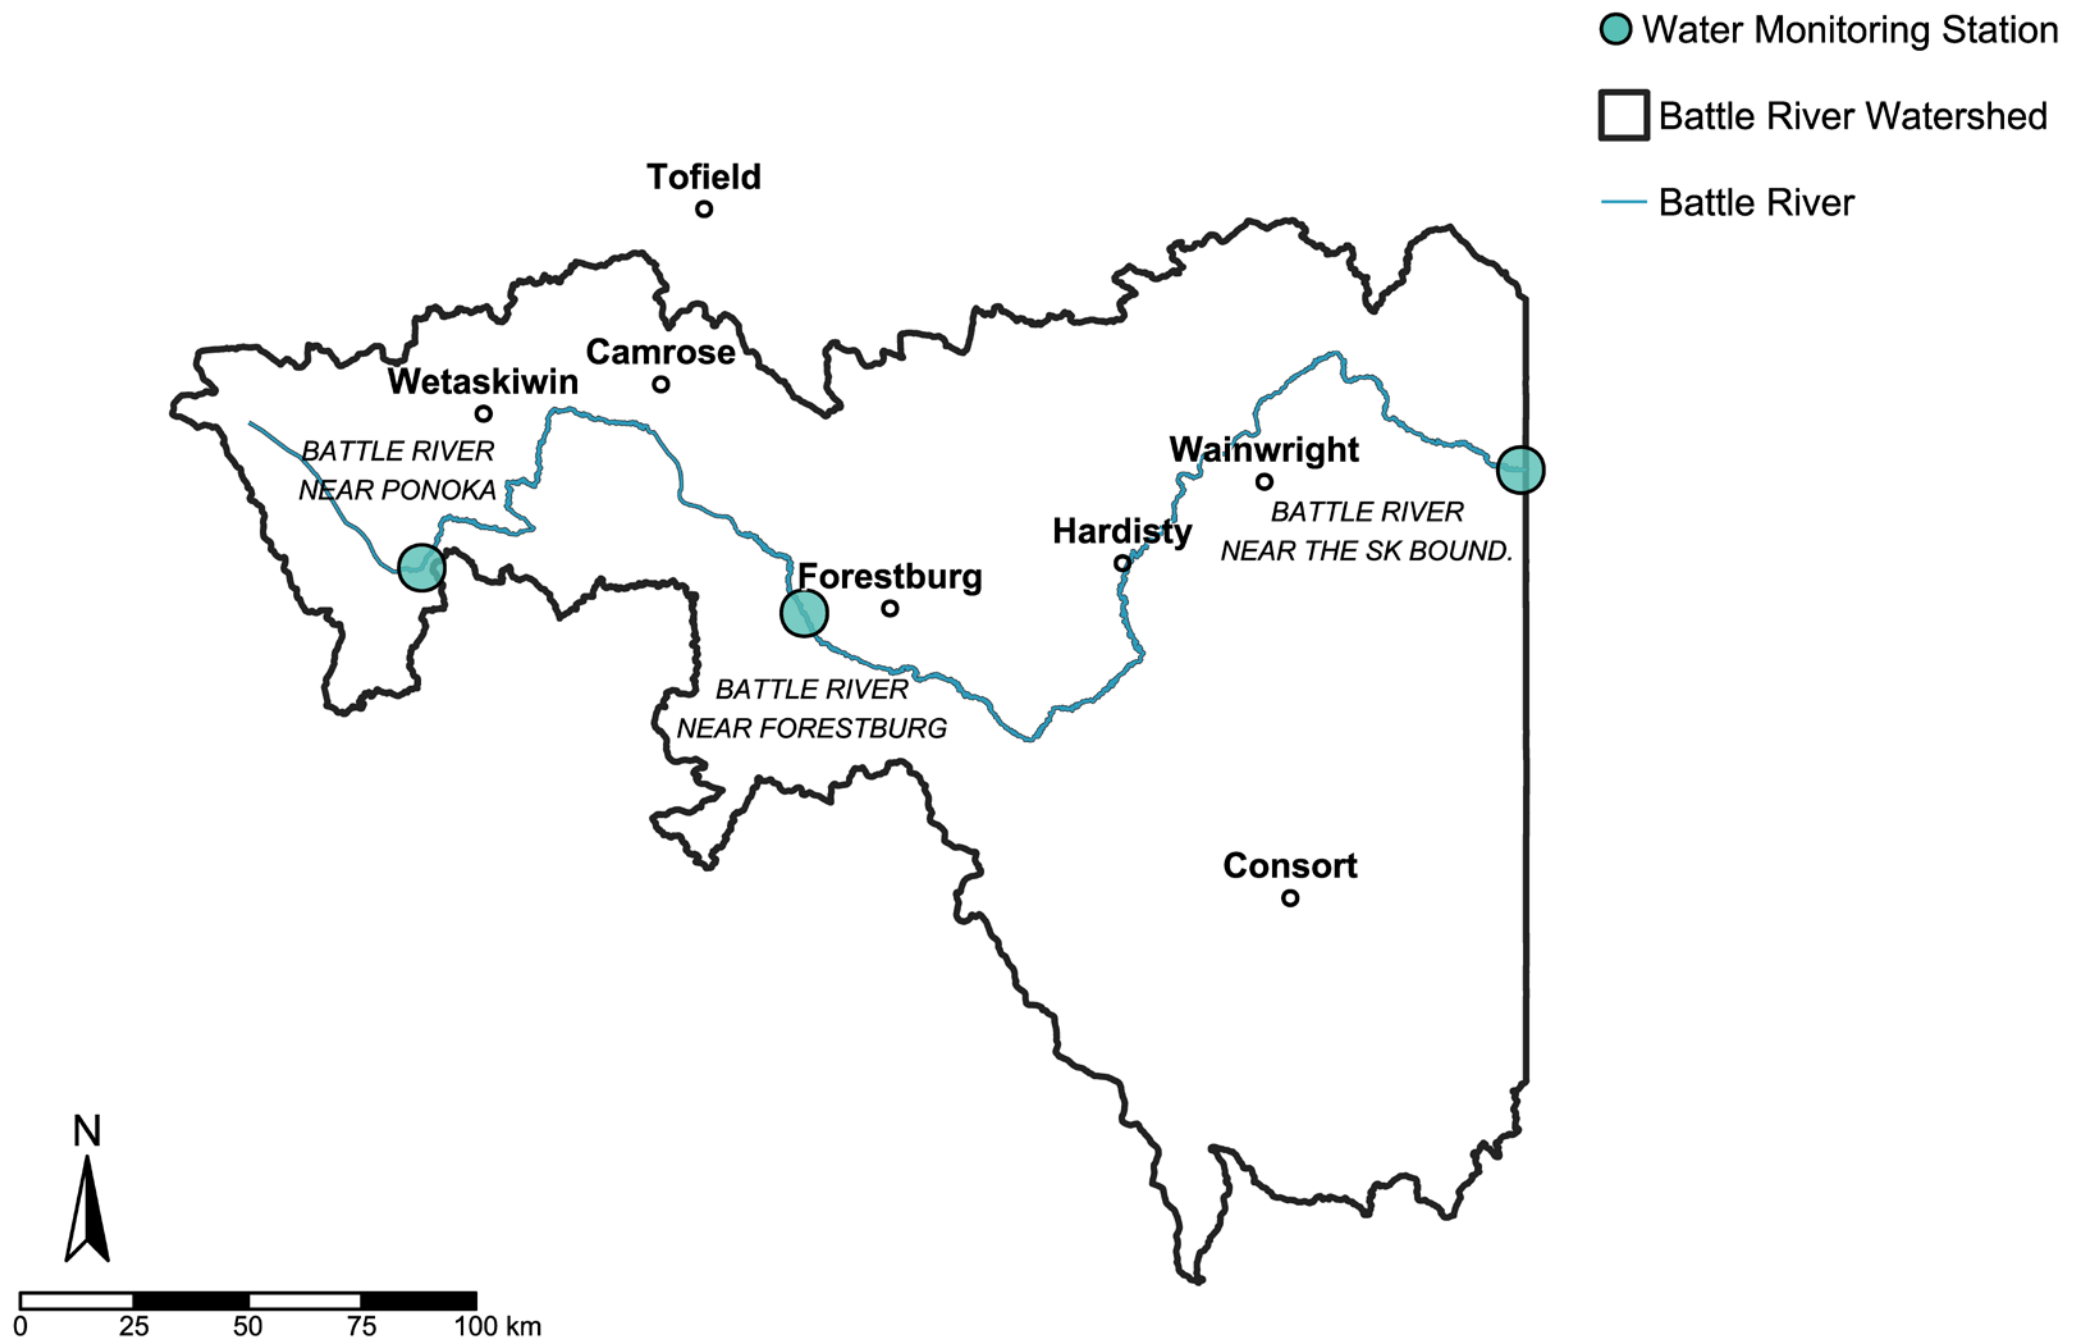 Water Monitoring Station
Battle River Watershed
Battle River
Tofield
Camrose
Wetaskiwin
BATTLE RIVER
NEAR PONOKA
Wainwright
BATTLE RIVER
NEAR THE SK BOUND.
Hardisty
Forestburg
BATTLE RIVER
NEAR FORESTBURG
Consort
N
0 25 50 75 100 km